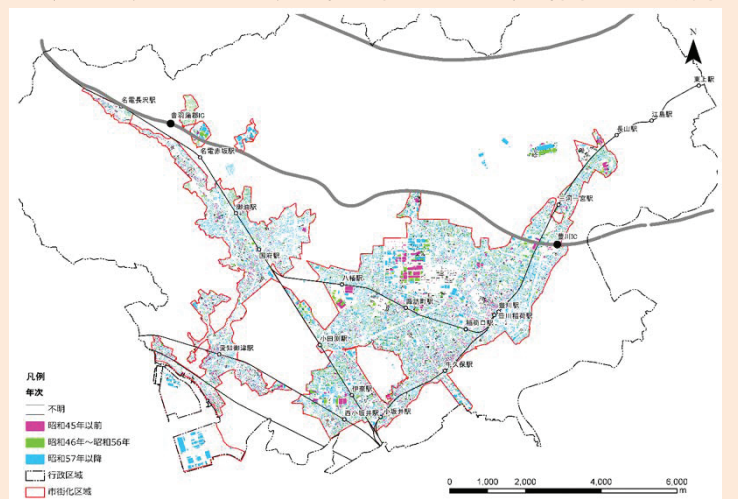 N
東上駅
江島駅
長山駅
三河一宮駅
豊川IC
名電長沢駅
音羽蒲郡IC
名電赤坂駅
御油駅
国府駅
八幡駅
諏訪町駅
稲荷口駅
豊川駅
豊川稲荷駅
小田渕駅
牛久保駅
愛知御津駅
伊奈駅
西小坂井駅
小坂井駅
凡例
年次
不明
昭和45年以前
昭和46年～昭和56年
昭和57年以降
行政区域
市街化区域
0 1,000 2,000 4,000 6,000
m